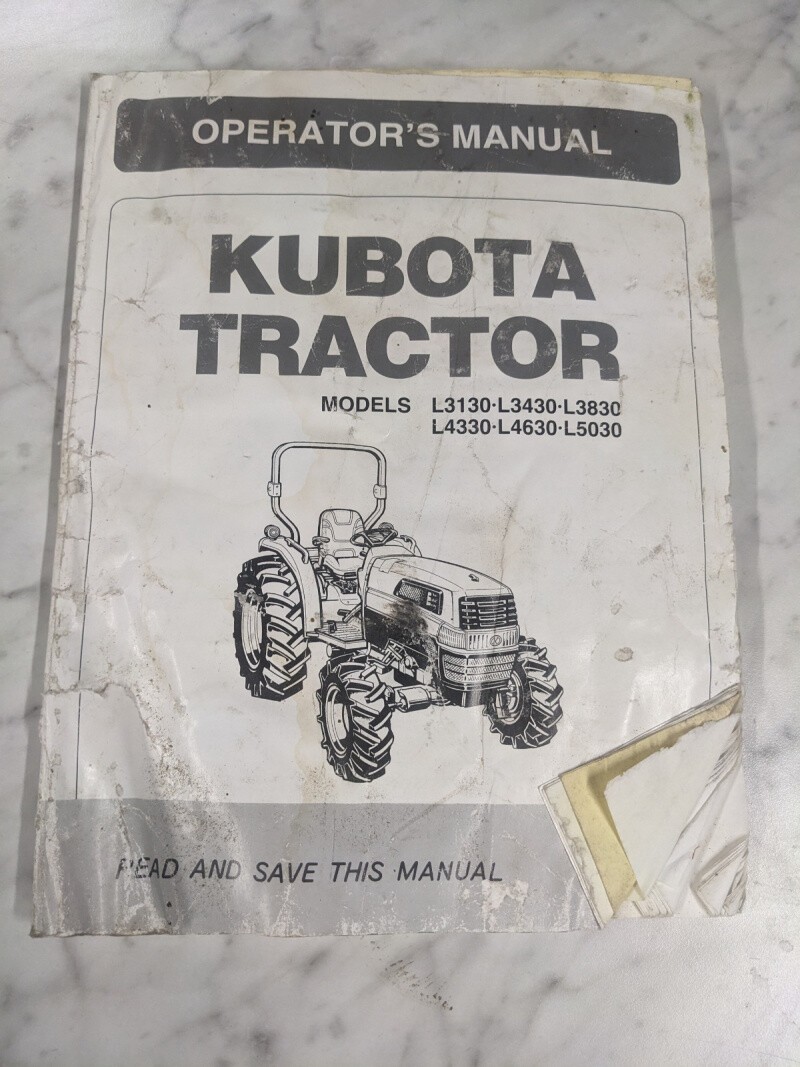 OPERATOR'S MANUAL
KUBOTA
TRACTOR
MODELS L3130·L3430·L3830
L4330·L4630·L5030
READ AND SAVE THIS MANUAL